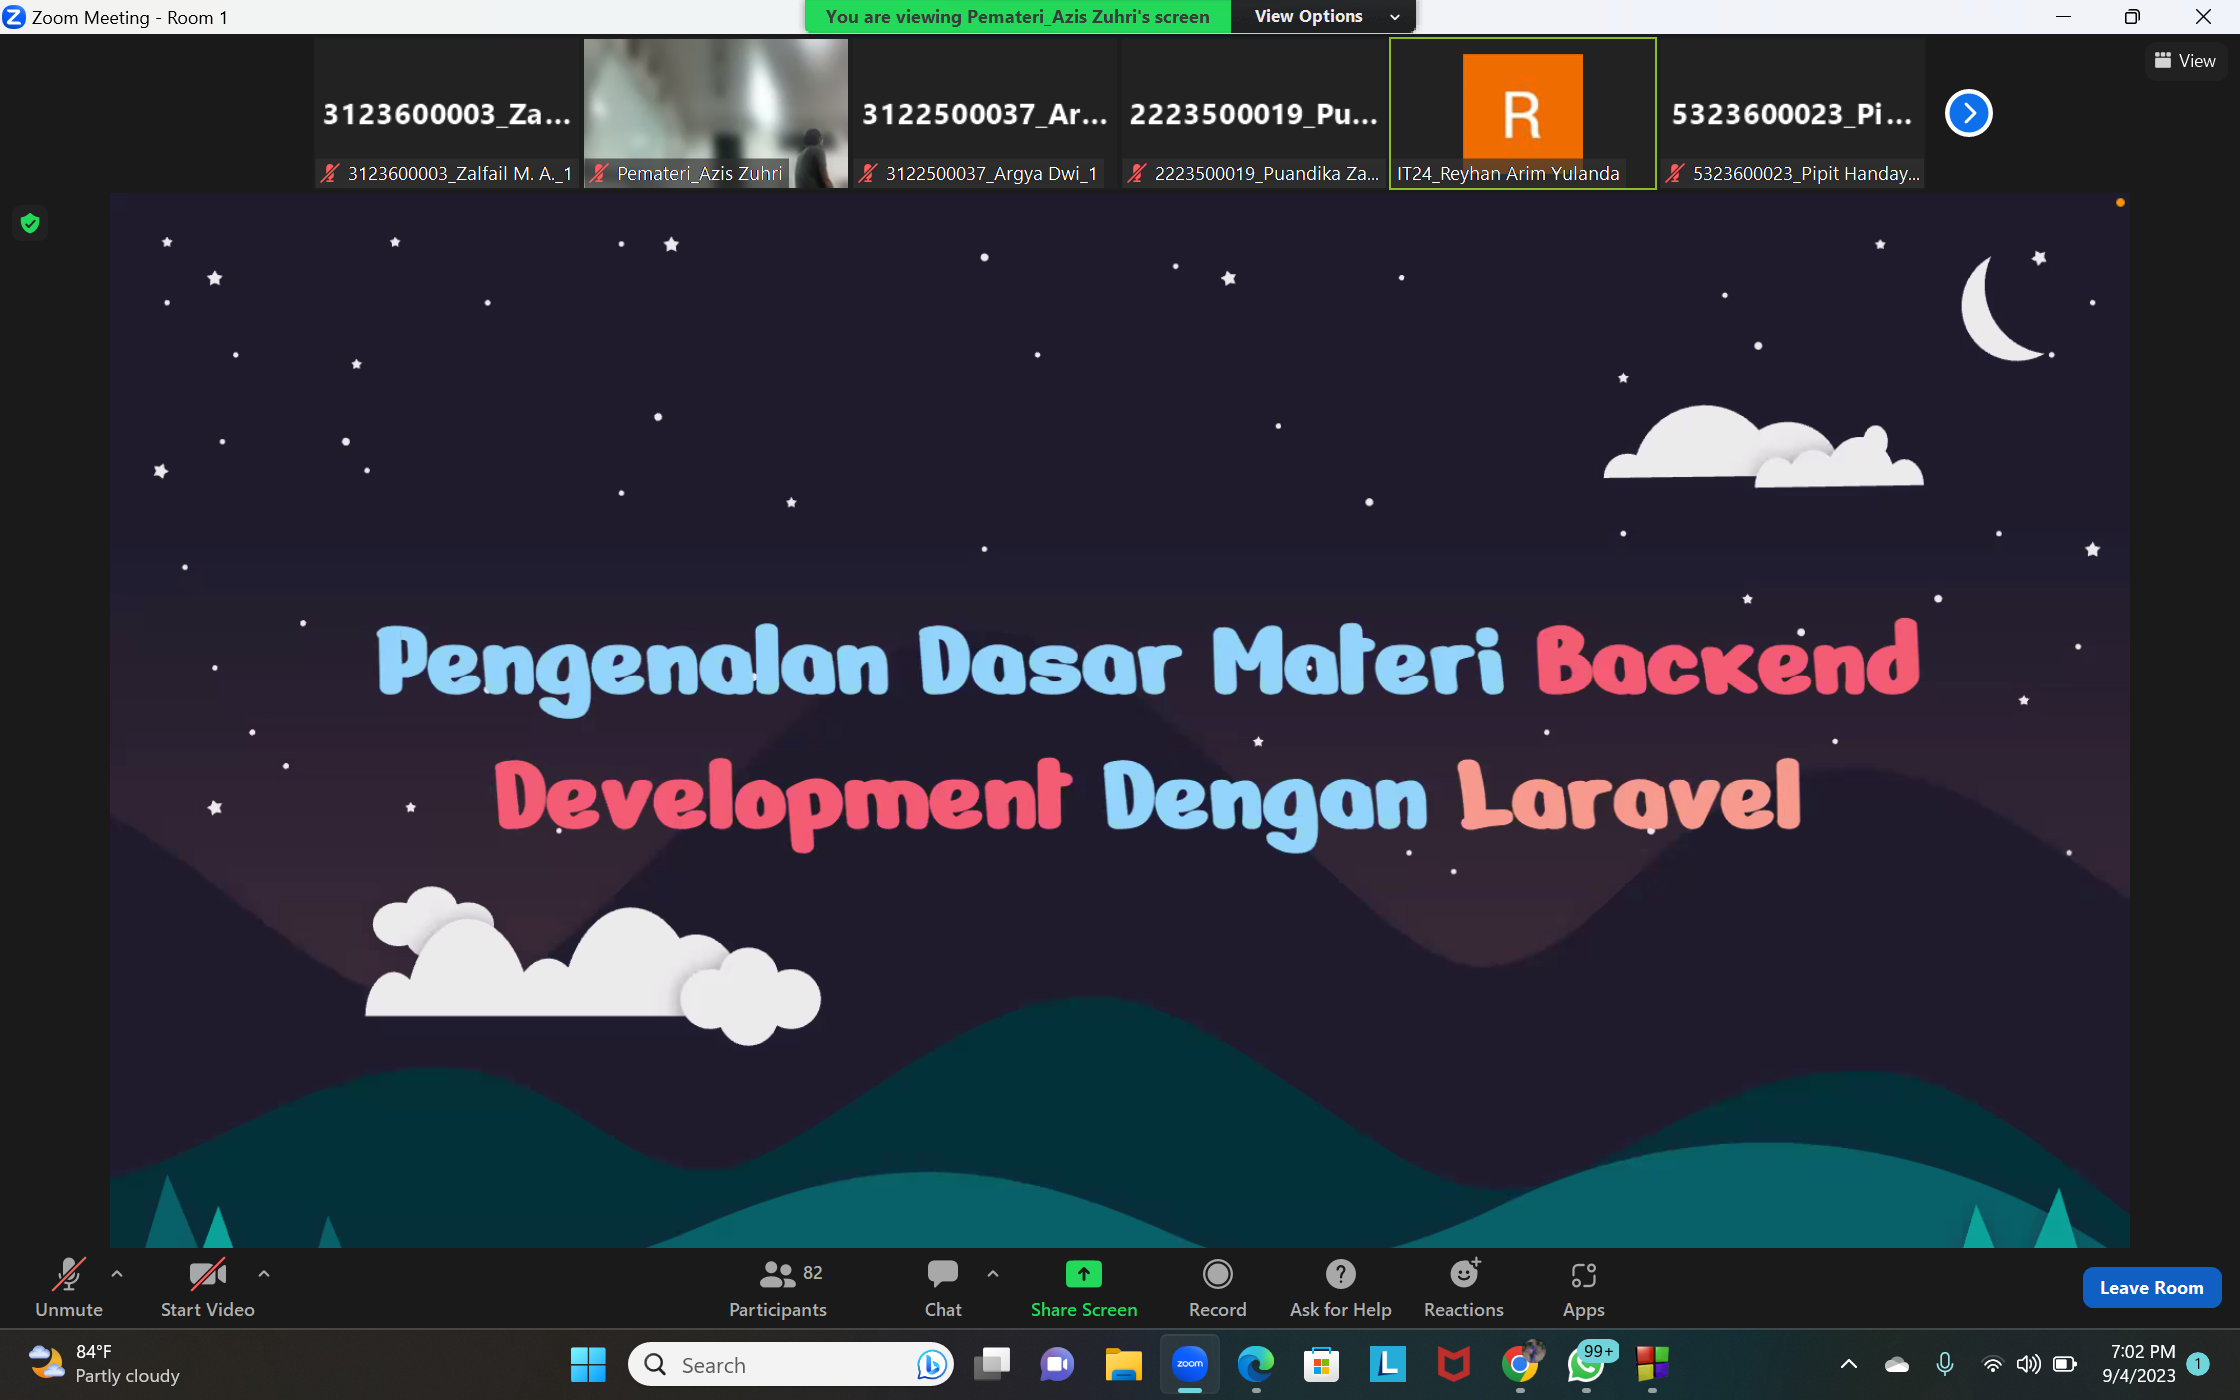 Zoom Meeting - Room 1
You are viewing Pemateri_Azis Zuhri's screen
View Options
View
3123600003_Za...
3122500037_Ar...
2223500019_Pu...
R
5323600023_Pi...
3123600003_Zalfail M. A._1
Pemateri_Azis Zuhri
3122500037_Argya Dwi_1
2223500019_Puandika Za...
IT24_Reyhan Arim Yulanda
5323600023_Pipit Handay...
Pengenalan Dasar Materi Backend
Development Dengan Laravel
82
Unmute
Start Video
Participants
Chat
Share Screen
Record
Ask for Help
Reactions
Apps
Leave Room
84°F
Partly cloudy
Search
zoom
L
99+
7:02 PM
9/4/2023
1